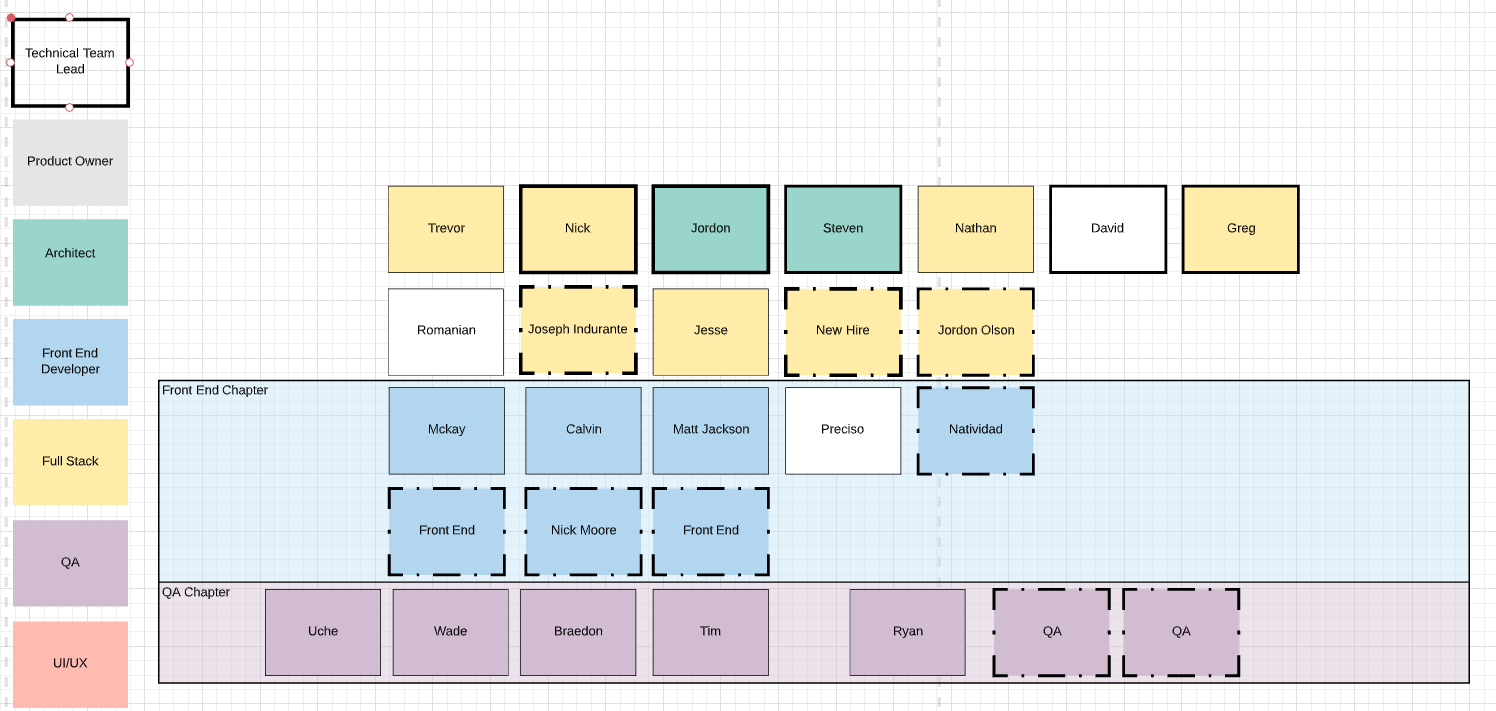 Technical Team
Lead
Product Owner
Architect
Front End
Developer
Full Stack
QA
UI/UX
Trevor
Nick
Jordon
Steven
Nathan
David
Greg
Romanian
Joseph Indurante
Jesse
New Hire
Jordon Olson
Front End Chapter
Mckay
Calvin
Matt Jackson
Preciso
Natividad
Front End
Nick Moore
Front End
QA Chapter
Uche
Wade
Braedon
Tim
Ryan
QA
QA